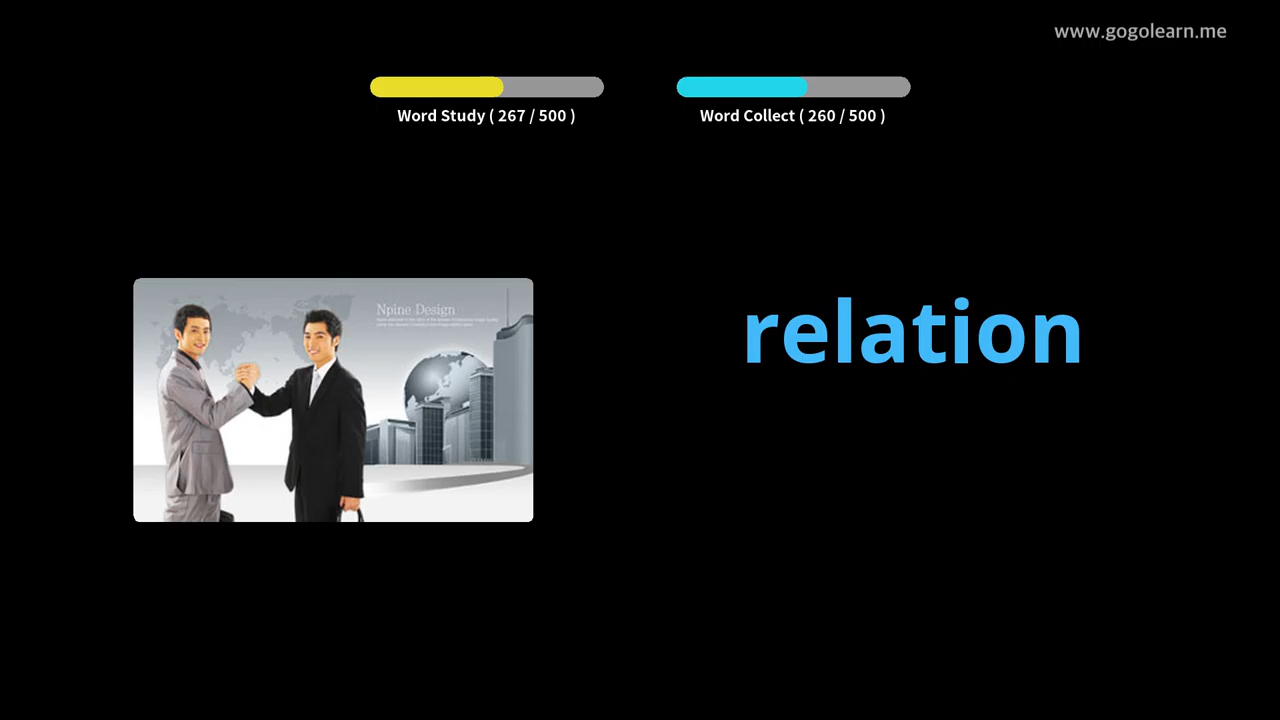 www.gogolearn.me
Word Study ( 267 / 500 )
Word Collect ( 260 / 500 )
Npine Design
relation